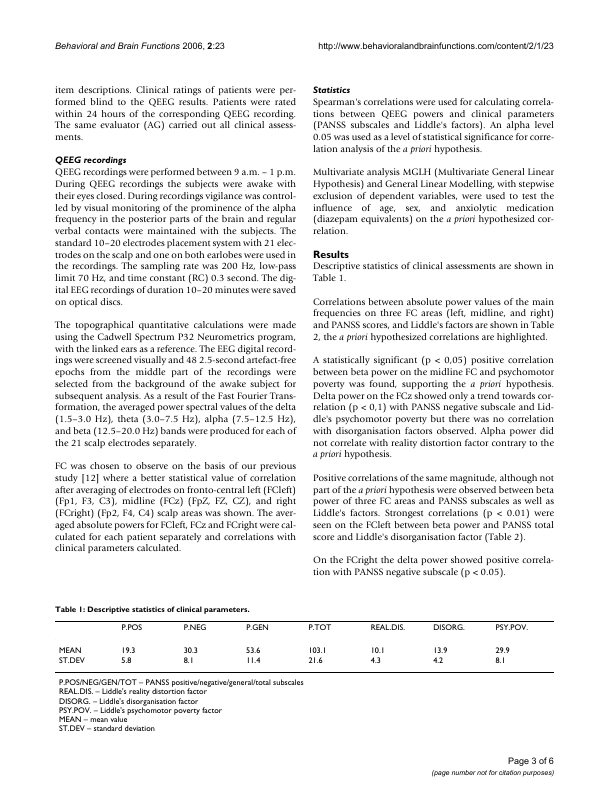 Behavioral and Brain Functions 2006, 2:23
http://www.behavioralandbrainfunctions.com/content/2/1/23
item descriptions. Clinical ratings of patients were per-
formed blind to the QEEG results. Patients were rated
within 24 hours of the corresponding QEEG recording.
The same evaluator (AG) carried out all clinical assess-
ments.
QEEG recordings
QEEG recordings were performed between 9 a.m. – 1 p.m.
During QEEG recordings the subjects were awake with
their eyes closed. During recordings vigilance was control-
led by visual monitoring of the prominence of the alpha
frequency in the posterior parts of the brain and regular
verbal contacts were maintained with the subjects. The
standard 10–20 electrodes placement system with 21 elec-
trodes on the scalp and one on both earlobes were used in
the recordings. The sampling rate was 200 Hz, low-pass
limit 70 Hz, and time constant (RC) 0.3 second. The dig-
ital EEG recordings of duration 10–20 minutes were saved
on optical discs.
The topographical quantitative calculations were made
using the Cadwell Spectrum P32 Neurometrics program,
with the linked ears as a reference. The EEG digital record-
ings were screened visually and 48 2.5-second artefact-free
epochs from the middle part of the recordings were
selected from the background of the awake subject for
subsequent analysis. As a result of the Fast Fourier Trans-
formation, the averaged power spectral values of the delta
(1.5–3.0 Hz), theta (3.0–7.5 Hz), alpha (7.5–12.5 Hz),
and beta (12.5–20.0 Hz) bands were produced for each of
the 21 scalp electrodes separately.
FC was chosen to observe on the basis of our previous
study [12] where a better statistical value of correlation
after averaging of electrodes on fronto-central left (FCleft)
(Fp1, F3, C3), midline (FCz) (FpZ, FZ, CZ), and right
(FCright) (Fp2, F4, C4) scalp areas was shown. The aver-
aged absolute powers for FCleft, FCz and FCright were cal-
culated for each patient separately and correlations with
clinical parameters calculated.
Statistics
Spearman's correlations were used for calculating correla-
tions between QEEG powers and clinical parameters
(PANSS subscales and Liddle's factors). An alpha level
0.05 was used as a level of statistical significance for corre-
lation analysis of the a priori hypothesis.
Multivariate analysis MGLH (Multivariate General Linear
Hypothesis) and General Linear Modelling, with stepwise
exclusion of dependent variables, were used to test the
influence of age, sex, and anxiolytic medication
(diazepam equivalents) on the a priori hypothesized cor-
relation.
Results
Descriptive statistics of clinical assessments are shown in
Table 1.
Correlations between absolute power values of the main
frequencies on three FC areas (left, midline, and right)
and PANSS scores, and Liddle's factors are shown in Table
2, the a priori hypothesized correlations are highlighted.
A statistically significant (p < 0,05) positive correlation
between beta power on the midline FC and psychomotor
poverty was found, supporting the a priori hypothesis.
Delta power on the FCz showed only a trend towards cor-
relation (p < 0,1) with PANSS negative subscale and Lid-
dle's psychomotor poverty but there was no correlation
with disorganisation factors observed. Alpha power did
not correlate with reality distortion factor contrary to the
a priori hypothesis.
Positive correlations of the same magnitude, although not
part of the a priori hypothesis were observed between beta
power of three FC areas and PANSS subscales as well as
Liddle's factors. Strongest correlations (p < 0.01) were
seen on the FCleft between beta power and PANSS total
score and Liddle's disorganisation factor (Table 2).
On the FCright the delta power showed positive correla-
tion with PANSS negative subscale (p < 0.05).
Table 1: Descriptive statistics of clinical parameters.
P.POS P.NEG P.GEN P.TOT REAL.DIS. DISORG. PSY.POV.
MEAN 19.3 30.3 53.6 103.1 10.1 13.9 29.9
ST.DEV 5.8 8.1 11.4 21.6 4.3 4.2 8.1
P.POS/NEG/GEN/TOT – PANSS positive/negative/general/total subscales
REAL.DIS. – Liddle's reality distortion factor
DISORG. – Liddle's disorganisation factor
PSY.POV. – Liddle's psychomotor poverty factor
MEAN – mean value
ST.DEV – standard deviation
Page 3 of 6
(page number not for citation purposes)